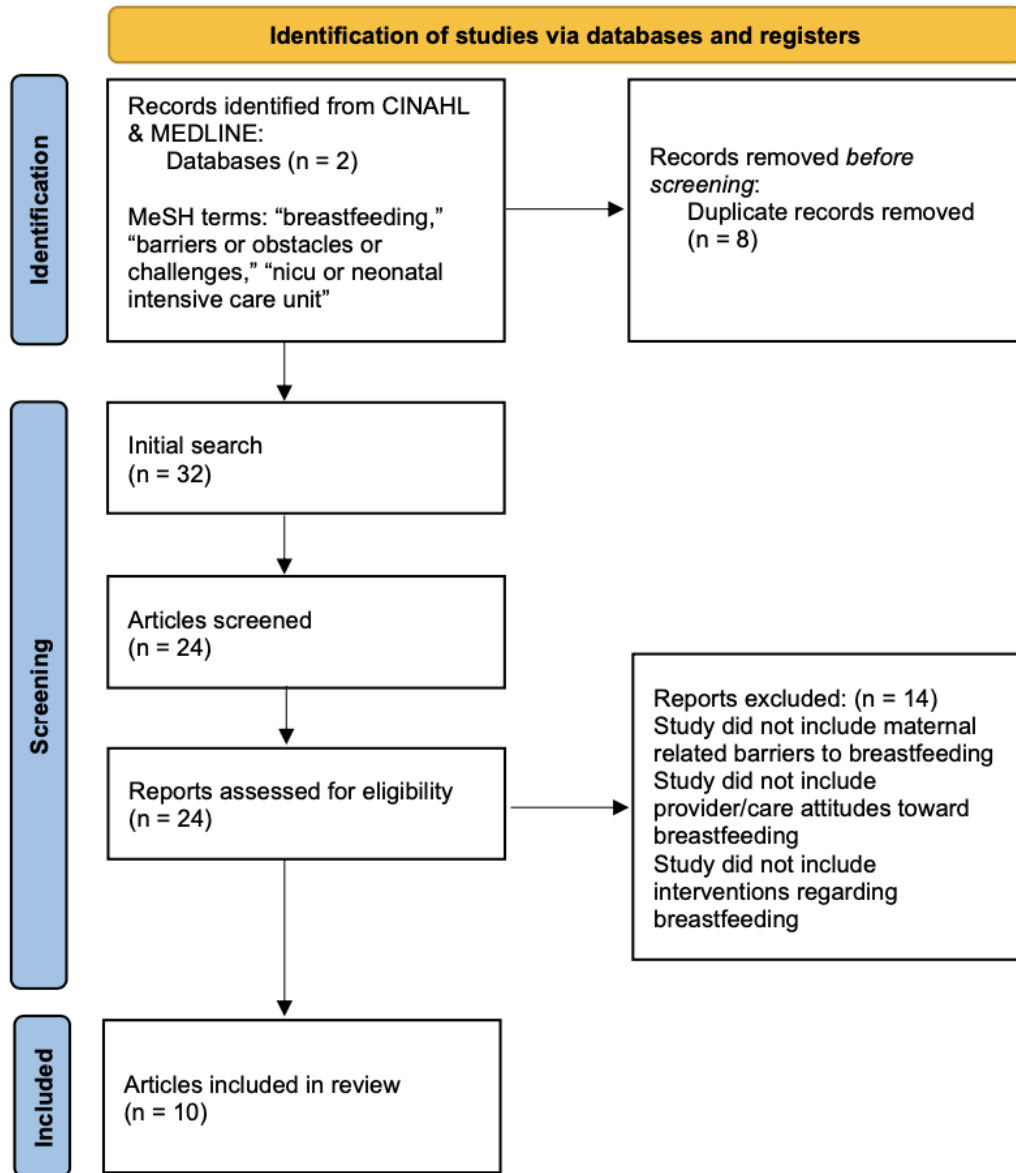 Identification of studies via databases and registers
Identification
Records identified from CINAHL
& MEDLINE:
Databases (n = 2)
MeSH terms: “breastfeeding,”
“barriers or obstacles or
challenges,” “nicu or neonatal
intensive care unit”
Records removed before
screening:
Duplicate records removed
(n = 8)
Screening
Initial search
(n = 32)
Articles screened
(n = 24)
Reports assessed for eligibility
(n = 24)
Reports excluded: (n = 14)
Study did not include maternal
related barriers to breastfeeding
Study did not include
provider/care attitudes toward
breastfeeding
Study did not include
interventions regarding
breastfeeding
Included
Articles included in review
(n = 10)